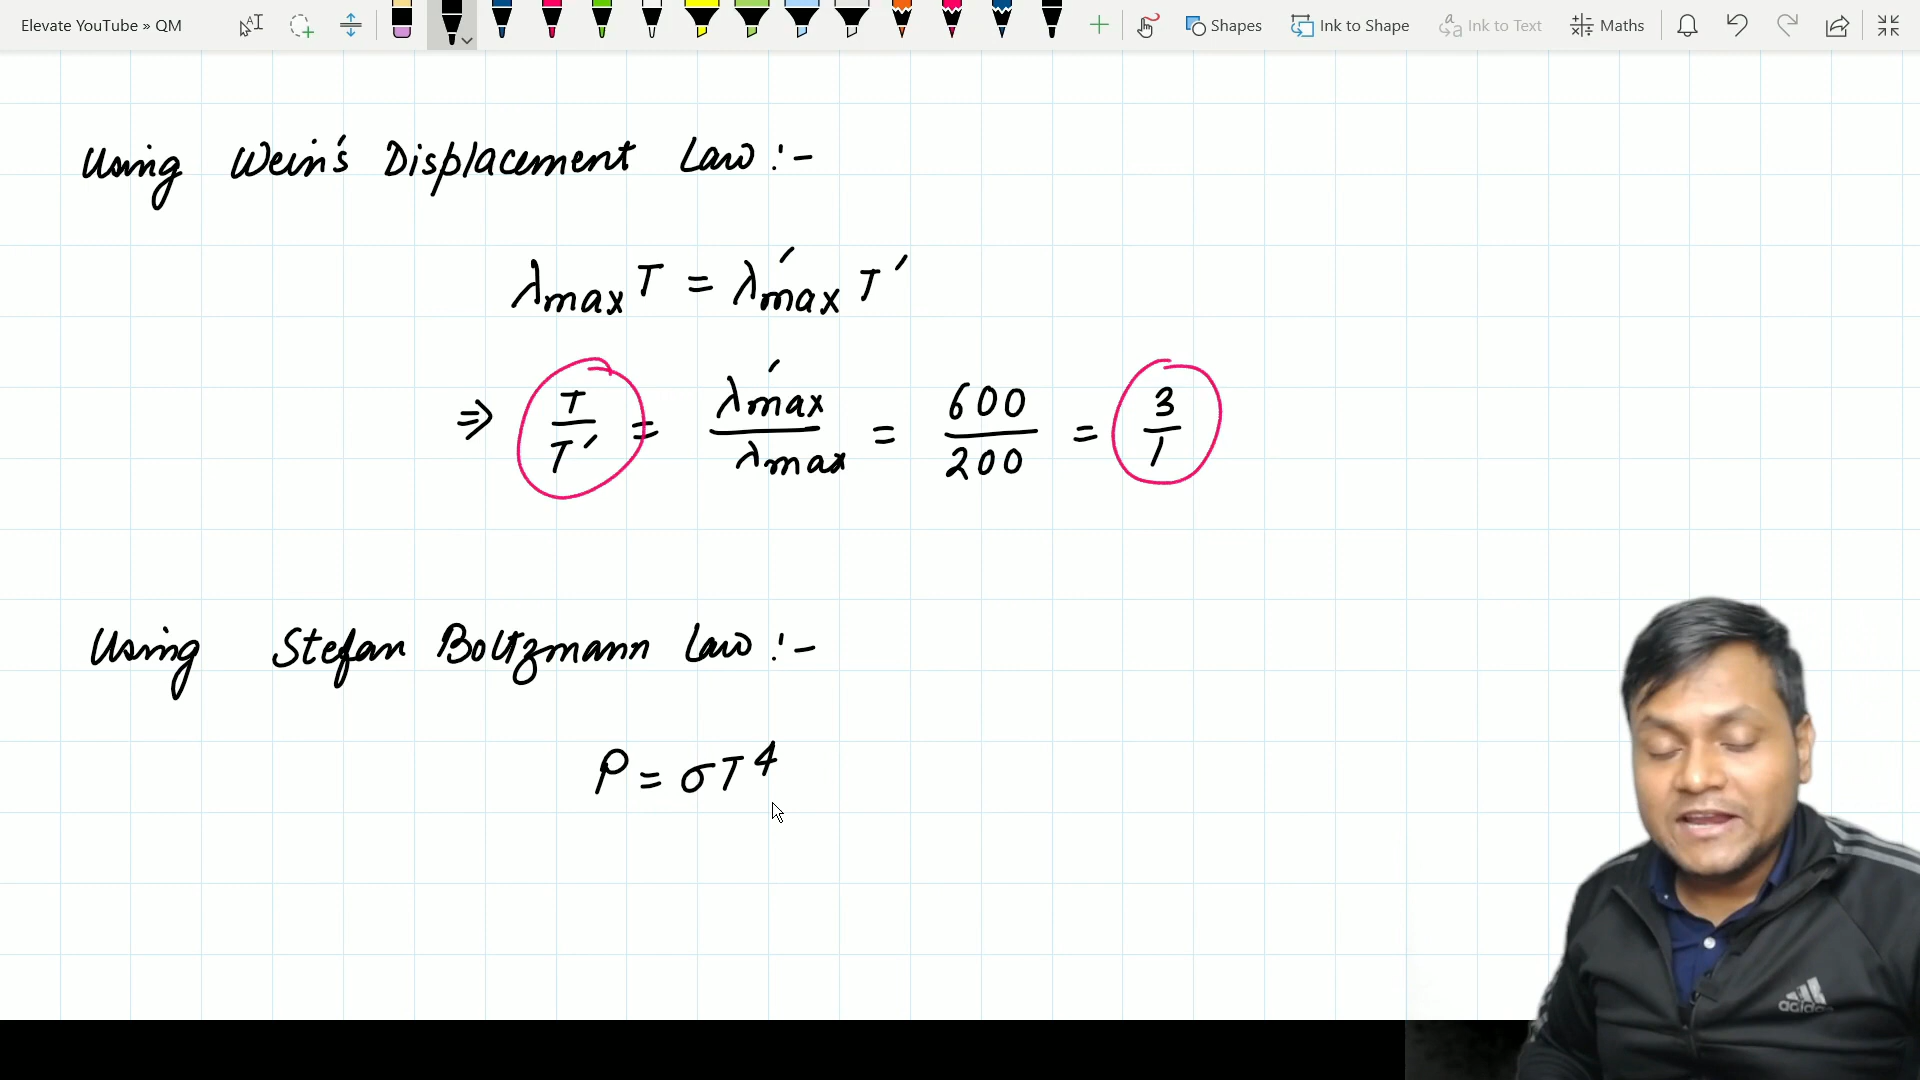 Elevate YouTube » QM
Shapes
Ink to Shape
Ink to Text
Maths
Using Wein's Displacement Law :-
λmax T = λ′max T′
⇒ T/T′ = λ′max/λmax = 600/200 = 3/1
Using Stefan Boltzmann Law :-
P = σT⁴
adidas